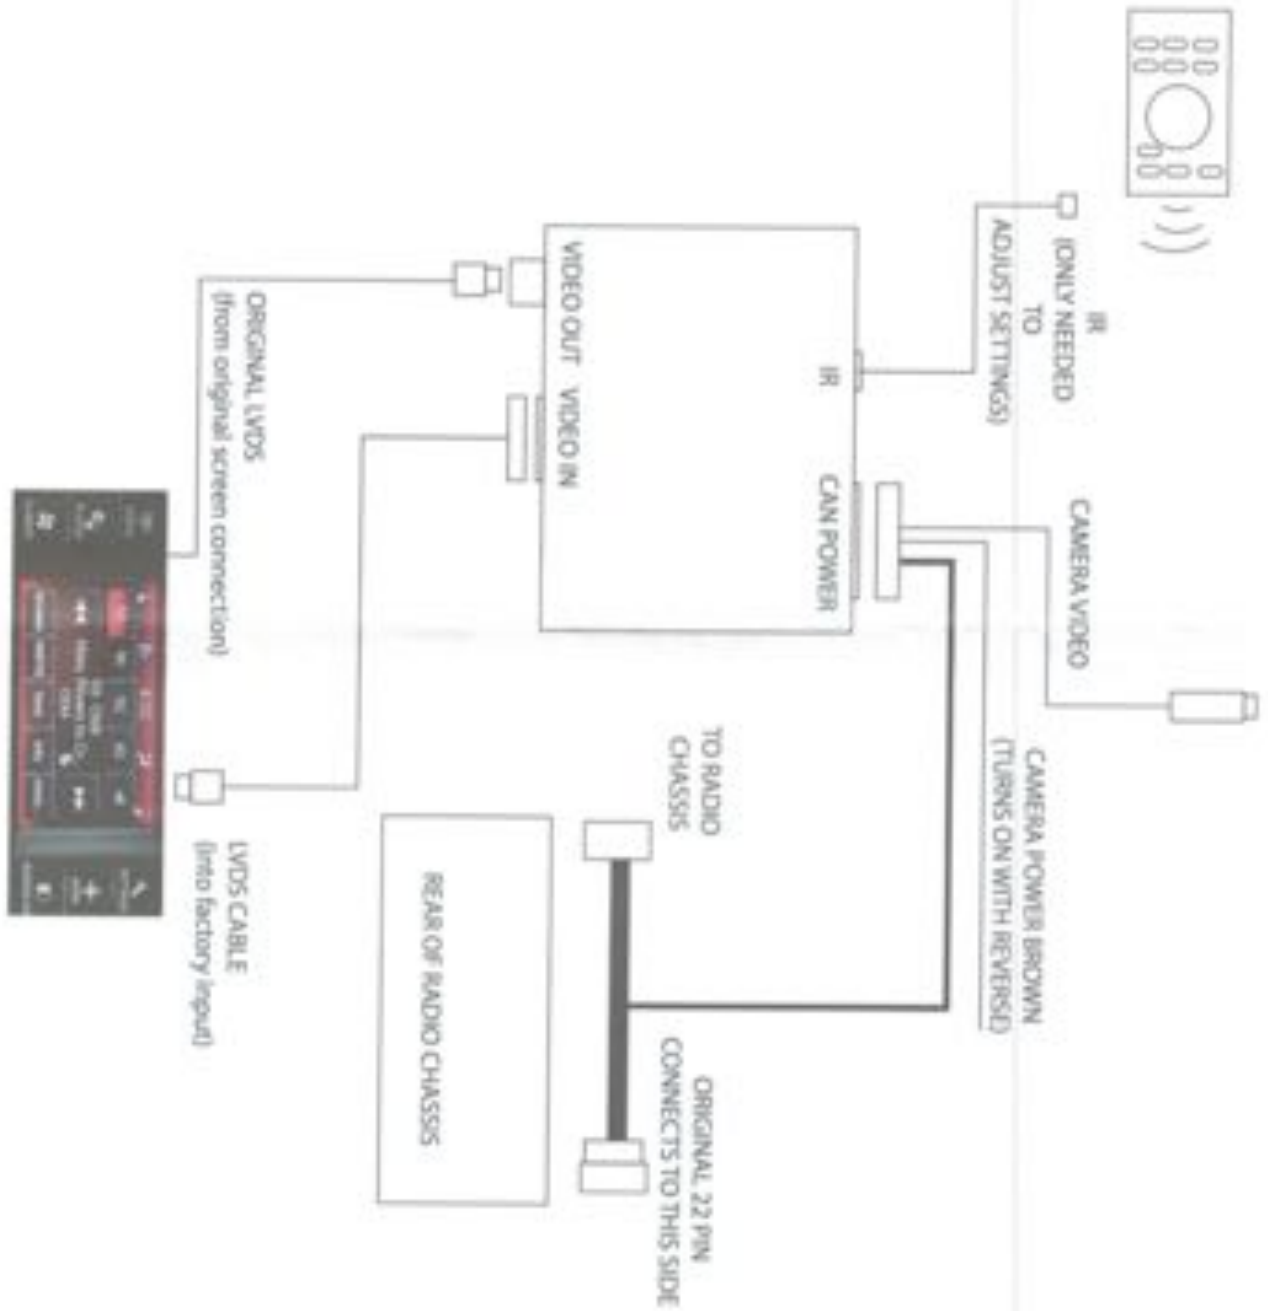 IR
(ONLY NEEDED
TO
ADJUST SETTINGS)
CAMERA VIDEO
CAMERA POWER BROWN
(TURNS ON WITH REVERSE)
IR
CAN POWER
VIDEO OUT
VIDEO IN
TO RADIO
CHASSIS
ORIGINAL 22 PIN
CONNECTS TO THIS SIDE
REAR OF RADIO CHASSIS
ORIGINAL LVDS
(from original screen connection)
LVDS CABLE
(into factory input)